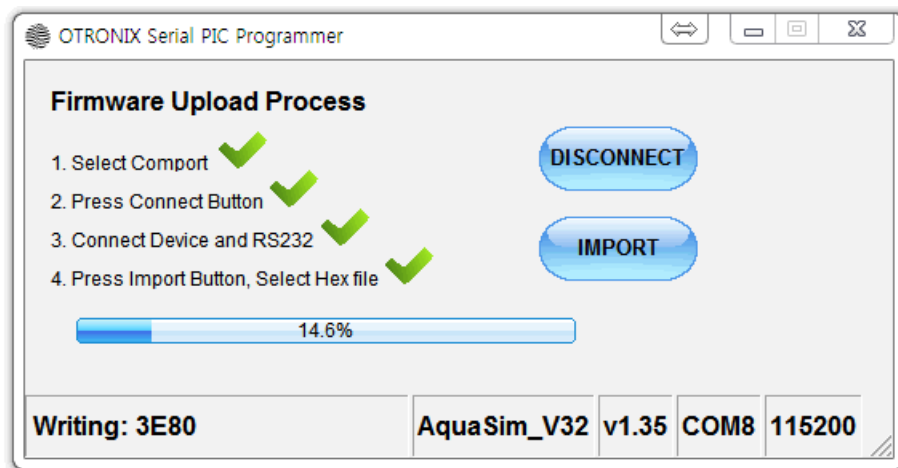 OTRONIX Serial PIC Programmer
Firmware Upload Process
1. Select Comport
2. Press Connect Button
3. Connect Device and RS232
4. Press Import Button, Select Hex file
DISCONNECT
IMPORT
14.6%
Writing: 3E80 AquaSim_V32 v1.35 COM8 115200